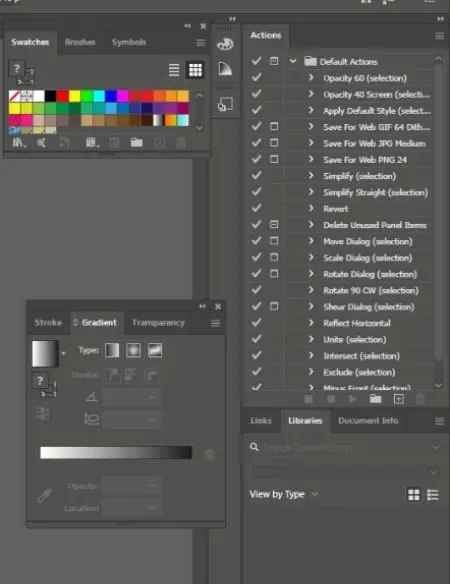 Swatches Brushes Symbols
Actions
Default Actions
Opacity 60 (selection)
Opacity 40 Screen (selecti...
Apply Default Style (selecti...
Save For Web GIF 64 Dith...
Save For Web JPG Medium
Save For Web PNG 24
Simplify (selection)
Simplify Straight (selection)
Revert
Delete Unused Panel Items
Move Dialog (selection)
Scale Dialog (selection)
Rotate Dialog (selection)
Rotate 90 CW (selection)
Shear Dialog (selection)
Reflect Horizontal
Unite (selection)
Intersect (selection)
Exclude (selection)
Minus Front (selection)
Stroke Gradient Transparency
Type:
Stroke:
Opacity:
Location:
Links Libraries Document Info
Search Current Library
View by Type